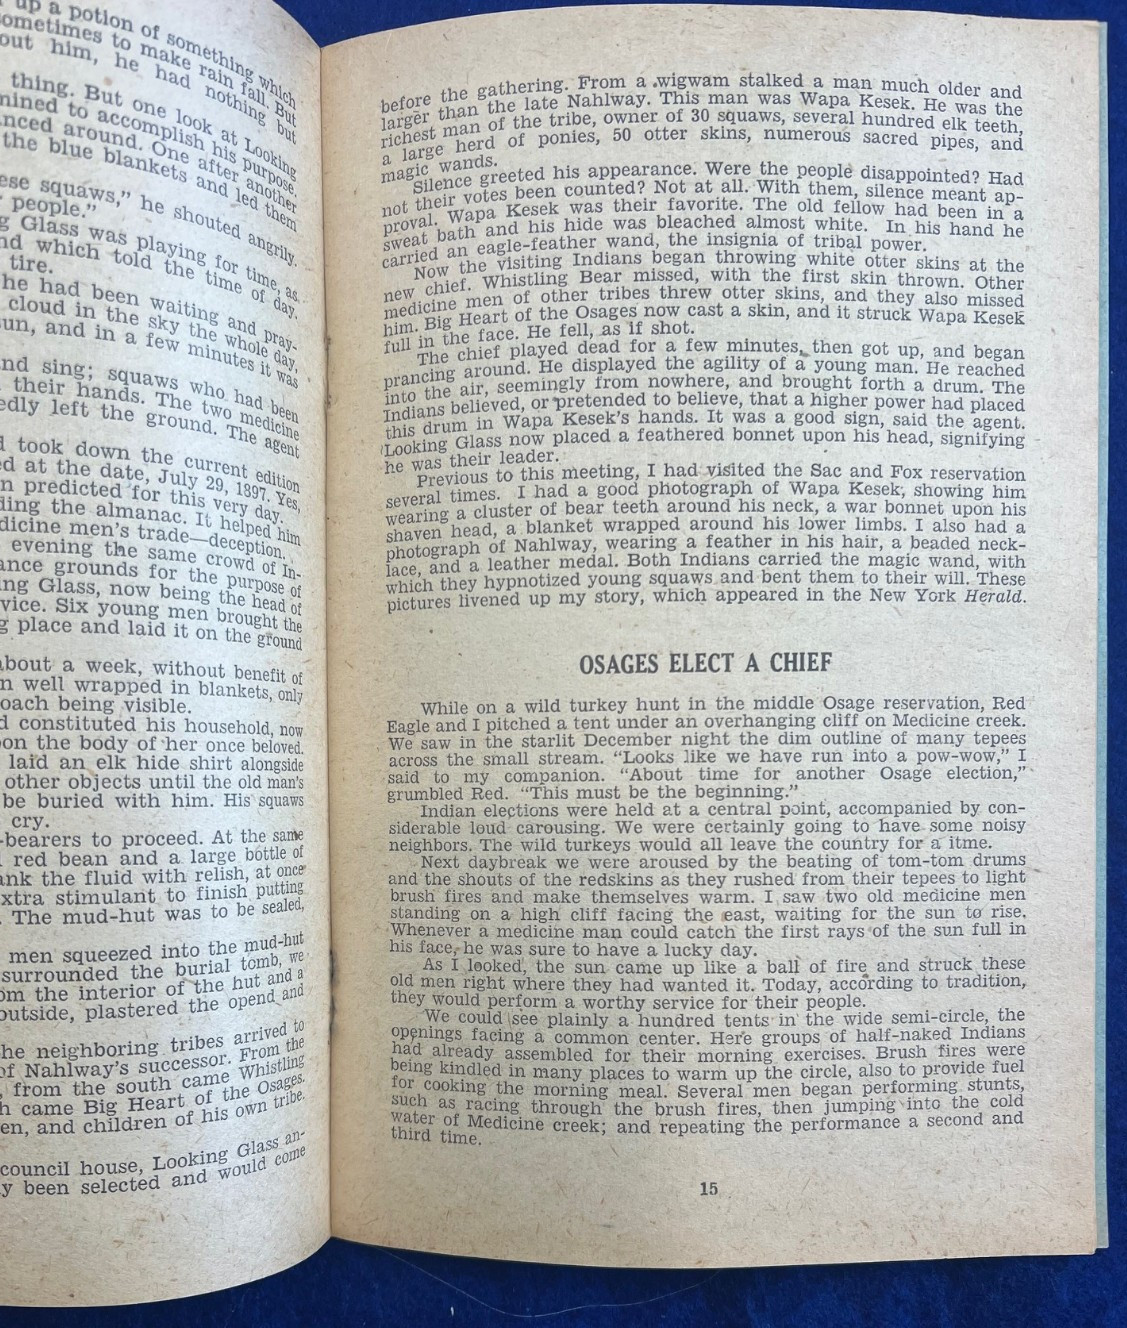 up a potion of something which
ometimes to make rain fall. But
out him, he had nothing but
thing. But one look at Looking
nined to accomplish his purpose.
nced around. One after another
the blue blankets and led them
ese squaws," he shouted angrily.
people."
g Glass was playing for time, as
nd which told the time of day.
tire.
he had been waiting and pray-
cloud in the sky the whole day,
sun, and in a few minutes it was
nd sing; squaws who had been
their hands. The two medicine
edly left the ground. The agent
d took down the current edition
ed at the date, July 29, 1897. Yes,
n predicted for this very day.
ding the almanac. It helped him
dicine men's trade—deception.
evening the same crowd of In-
ance grounds for the purpose of
ing Glass, now being the head of
vice. Six young men brought the
g place and laid it on the ground
about a week, without benefit of
n well wrapped in blankets, only
oach being visible.
d constituted his household, now
pon the body of her once beloved.
laid an elk hide shirt alongside
other objects until the old man's
be buried with him. His squaws
cry.
-bearers to proceed. At the same
red bean and a large bottle of
ank the fluid with relish, at once
xtra stimulant to finish putting
. The mud-hut was to be sealed,
men squeezed into the mud-hut
surrounded the burial tomb, we
om the interior of the hut and a
outside, plastered the opend and
he neighboring tribes arrived to
of Nahlway's successor. From the
, from the south came Whistling
h came Big Heart of the Osages.
en, and children of his own tribe.
council house, Looking Glass an-
y been selected and would come
before the gathering. From a wigwam stalked a man much older and
larger than the late Nahlway. This man was Wapa Kesek. He was the
richest man of the tribe, owner of 30 squaws, several hundred elk teeth,
a large herd of ponies, 50 otter skins, numerous sacred pipes, and
magic wands.
Silence greeted his appearance. Were the people disappointed? Had
not their votes been counted? Not at all. With them, silence meant ap-
proval. Wapa Kesek was their favorite. The old fellow had been in a
sweat bath and his hide was bleached almost white. In his hand he
carried an eagle-feather wand, the insignia of tribal power.
Now the visiting Indians began throwing white otter skins at the
new chief. Whistling Bear missed, with the first skin thrown. Other
medicine men of other tribes threw otter skins, and they also missed
him. Big Heart of the Osages now cast a skin, and it struck Wapa Kesek
full in the face. He fell, as if shot.
The chief played dead for a few minutes, then got up, and began
prancing around. He displayed the agility of a young man. He reached
into the air, seemingly from nowhere, and brought forth a drum. The
Indians believed, or pretended to believe, that a higher power had placed
this drum in Wapa Kesek's hands. It was a good sign, said the agent.
Looking Glass now placed a feathered bonnet upon his head, signifying
he was their leader.
Previous to this meeting, I had visited the Sac and Fox reservation
several times. I had a good photograph of Wapa Kesek, showing him
wearing a cluster of bear teeth around his neck, a war bonnet upon his
shaven head, a blanket wrapped around his lower limbs. I also had a
photograph of Nahlway, wearing a feather in his hair, a beaded neck-
lace, and a leather medal. Both Indians carried the magic wand, with
which they hypnotized young squaws and bent them to their will. These
pictures livened up my story, which appeared in the New York Herald.
OSAGES ELECT A CHIEF
While on a wild turkey hunt in the middle Osage reservation, Red
Eagle and I pitched a tent under an overhanging cliff on Medicine creek.
We saw in the starlit December night the dim outline of many tepees
across the small stream. "Looks like we have run into a pow-wow," I
said to my companion. "About time for another Osage election,"
grumbled Red. "This must be the beginning."
Indian elections were held at a central point, accompanied by con-
siderable loud carousing. We were certainly going to have some noisy
neighbors. The wild turkeys would all leave the country for a itme.
Next daybreak we were aroused by the beating of tom-tom drums
and the shouts of the redskins as they rushed from their tepees to light
brush fires and make themselves warm. I saw two old medicine men
standing on a high cliff facing the east, waiting for the sun to rise.
Whenever a medicine man could catch the first rays of the sun full in
his face, he was sure to have a lucky day.
As I looked, the sun came up like a ball of fire and struck these
old men right where they had wanted it. Today, according to tradition,
they would perform a worthy service for their people.
We could see plainly a hundred tents in the wide semi-circle, the
openings facing a common center. Here groups of half-naked Indians
had already assembled for their morning exercises. Brush fires were
being kindled in many places to warm up the circle, also to provide fuel
for cooking the morning meal. Several men began performing stunts,
such as racing through the brush fires, then jumping into the cold
water of Medicine creek; and repeating the performance a second and
third time.
15